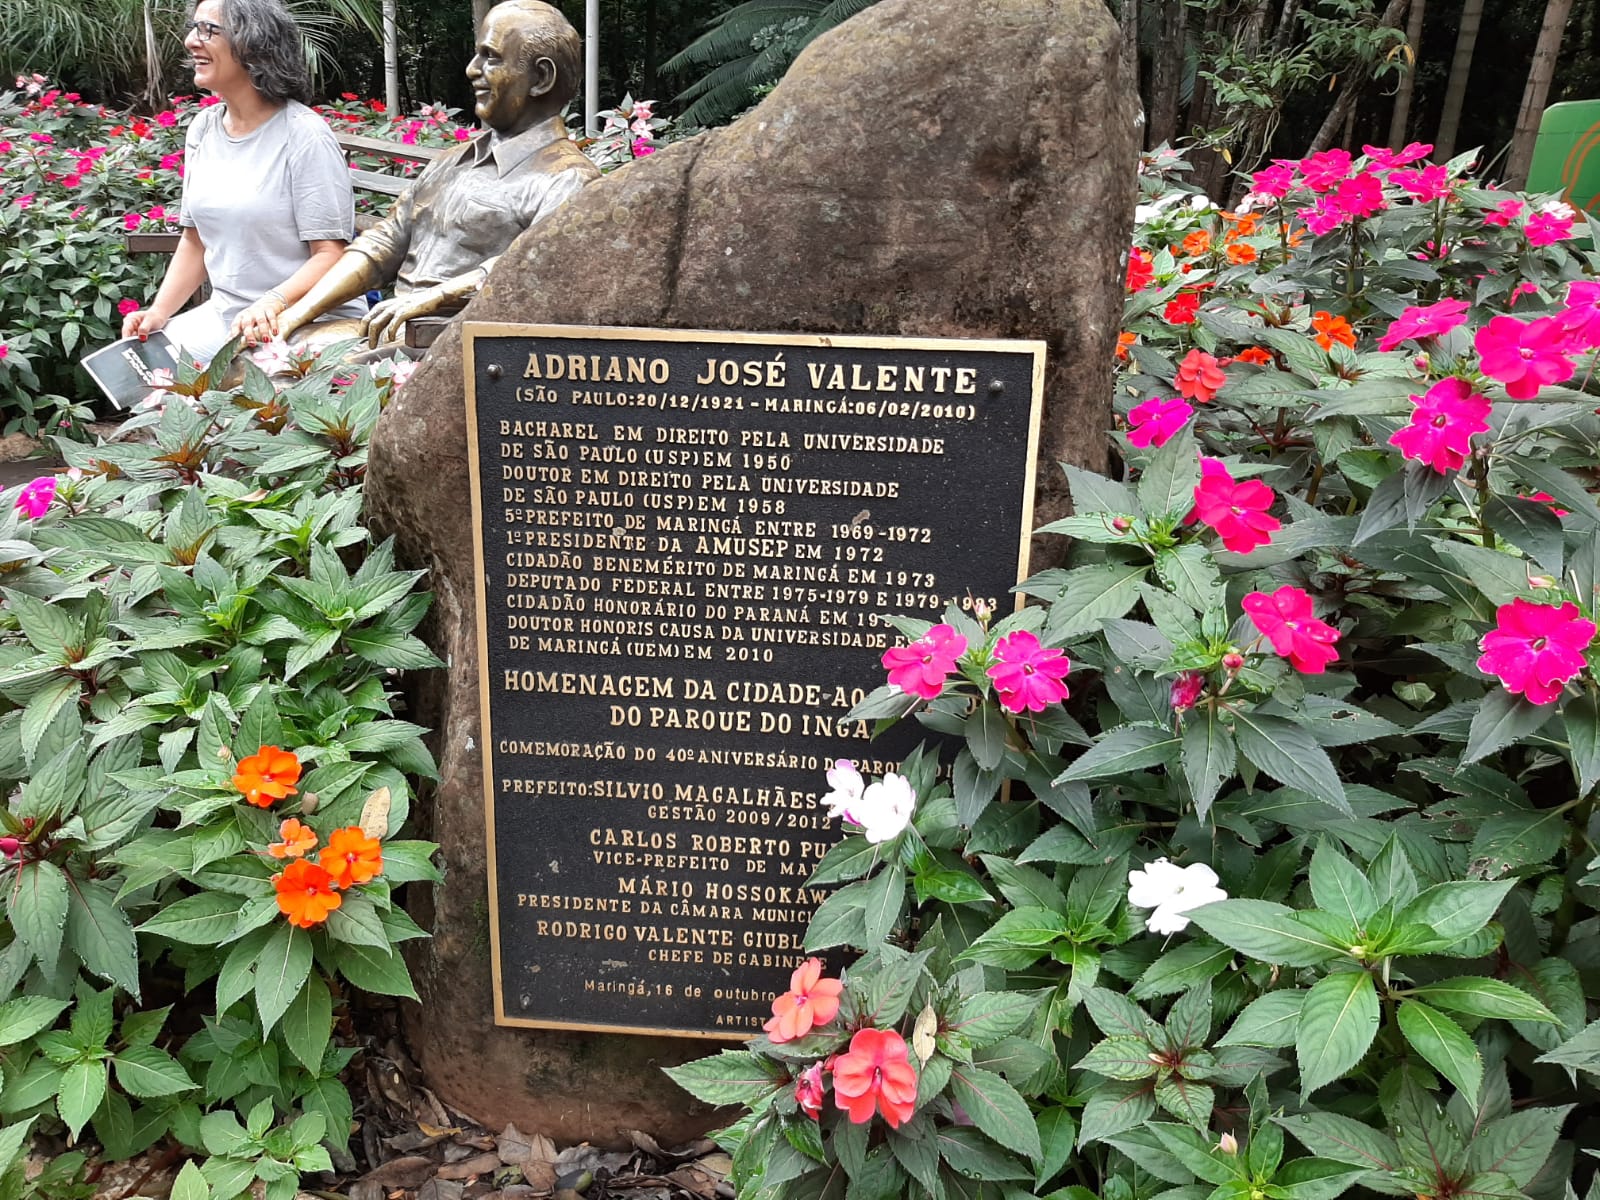 ADRIANO JOSÉ VALENTE
(SÃO PAULO:20/12/1921 - MARINGÁ:06/02/2010)
BACHAREL EM DIREITO PELA UNIVERSIDADE
DE SÃO PAULO (USP) EM 1950
DOUTOR EM DIREITO PELA UNIVERSIDADE
DE SÃO PAULO (USP) EM 1958
5º PREFEITO DE MARINGÁ ENTRE 1969-1972
1º PRESIDENTE DA AMUSEP EM 1972
CIDADÃO BENEMÉRITO DE MARINGÁ EM 1973
DEPUTADO FEDERAL ENTRE 1975-1979 E 1979-1983
CIDADÃO HONORÁRIO DO PARANÁ EM
DOUTOR HONORIS CAUSA DA UNIVERSIDADE
DE MARINGÁ (UEM) EM 2010
HOMENAGEM DA CIDADE AO
DO PARQUE DO INGÁ
COMEMORAÇÃO DO 40º ANIVERSÁRIO DO PARQUE
PREFEITO: SILVIO MAGALHÃES
GESTÃO 2009/2012
CARLOS ROBERTO
VICE-PREFEITO DE
MÁRIO HOSSOKAWA
PRESIDENTE DA CÂMARA
RODRIGO VALENTE
CHEFE DE GABINETE
Maringá, 16 de outubro